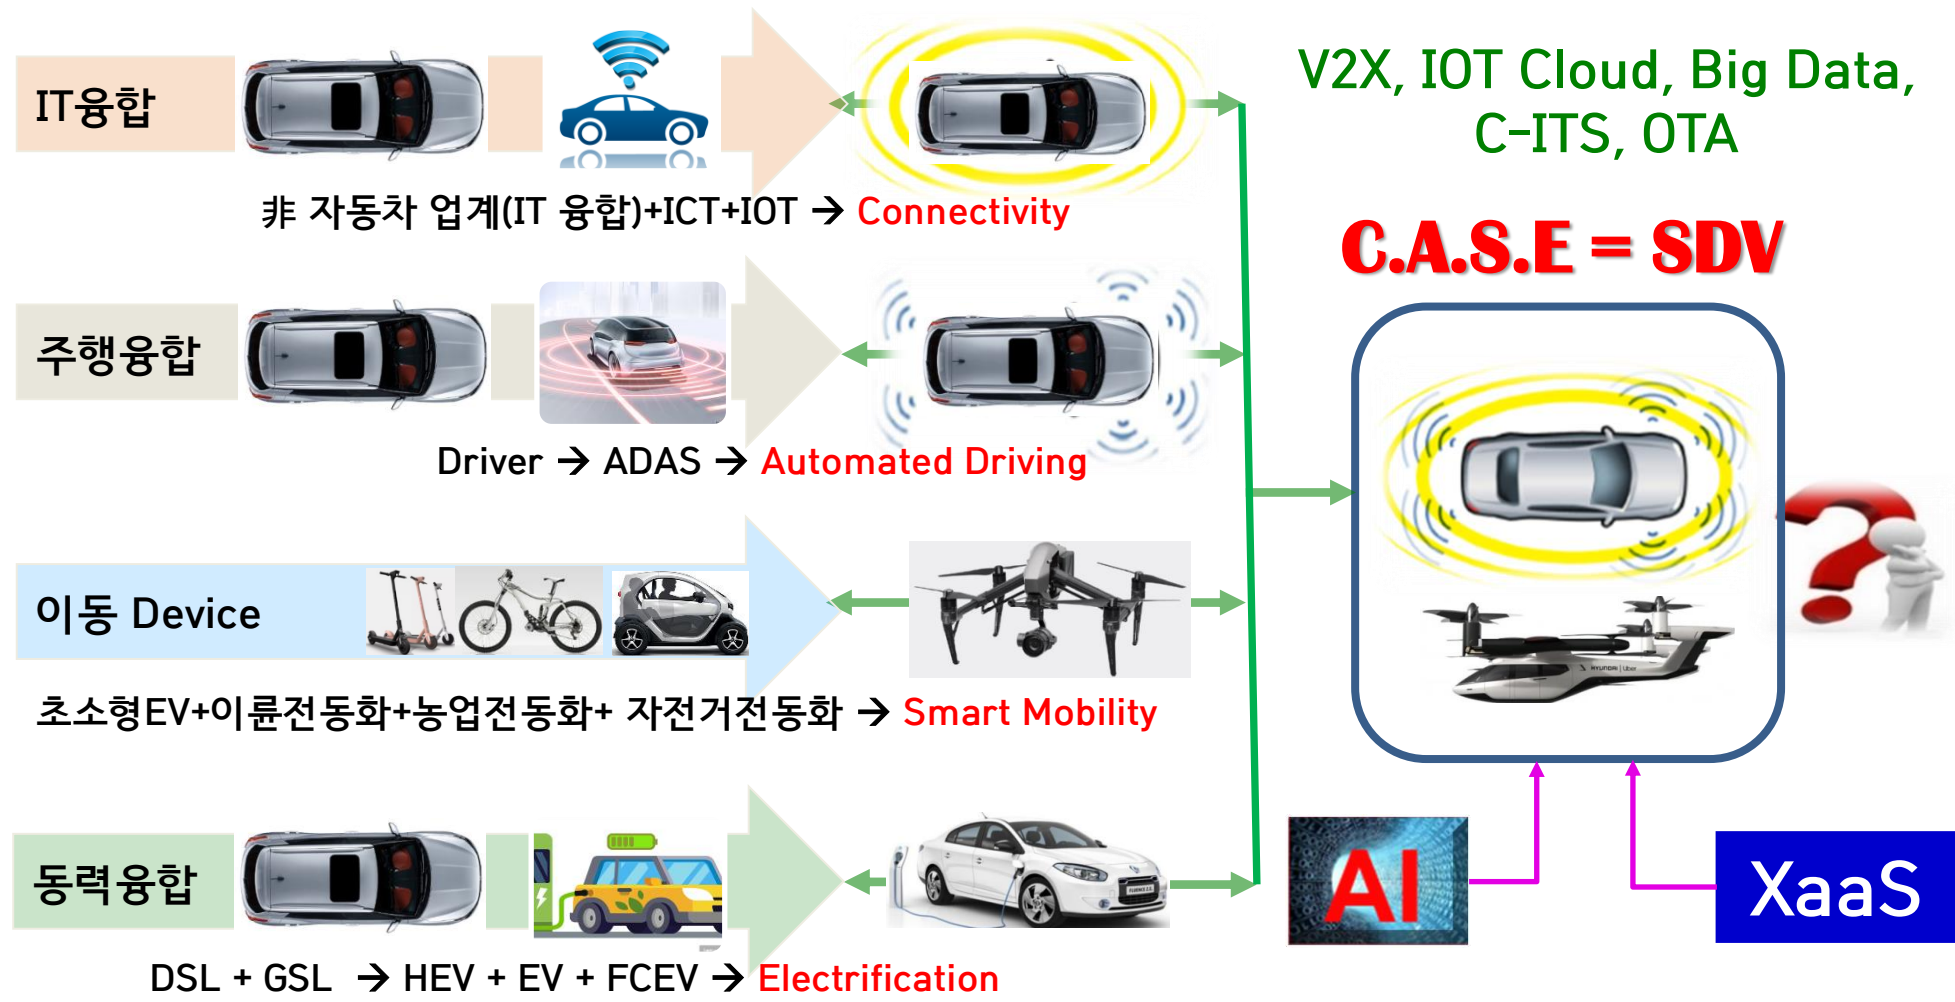 IT융합
非 자동차 업계(IT 융합)+ICT+IOT → Connectivity
주행융합
Driver → ADAS → Automated Driving
이동 Device
초소형EV+이륜전동화+농업전동화+ 자전거전동화 → Smart Mobility
동력융합
DSL + GSL → HEV + EV + FCEV → Electrification
V2X, IOT Cloud, Big Data,
C-ITS, OTA
C.A.S.E = SDV
HYUNDAI | Uber
AI
XaaS